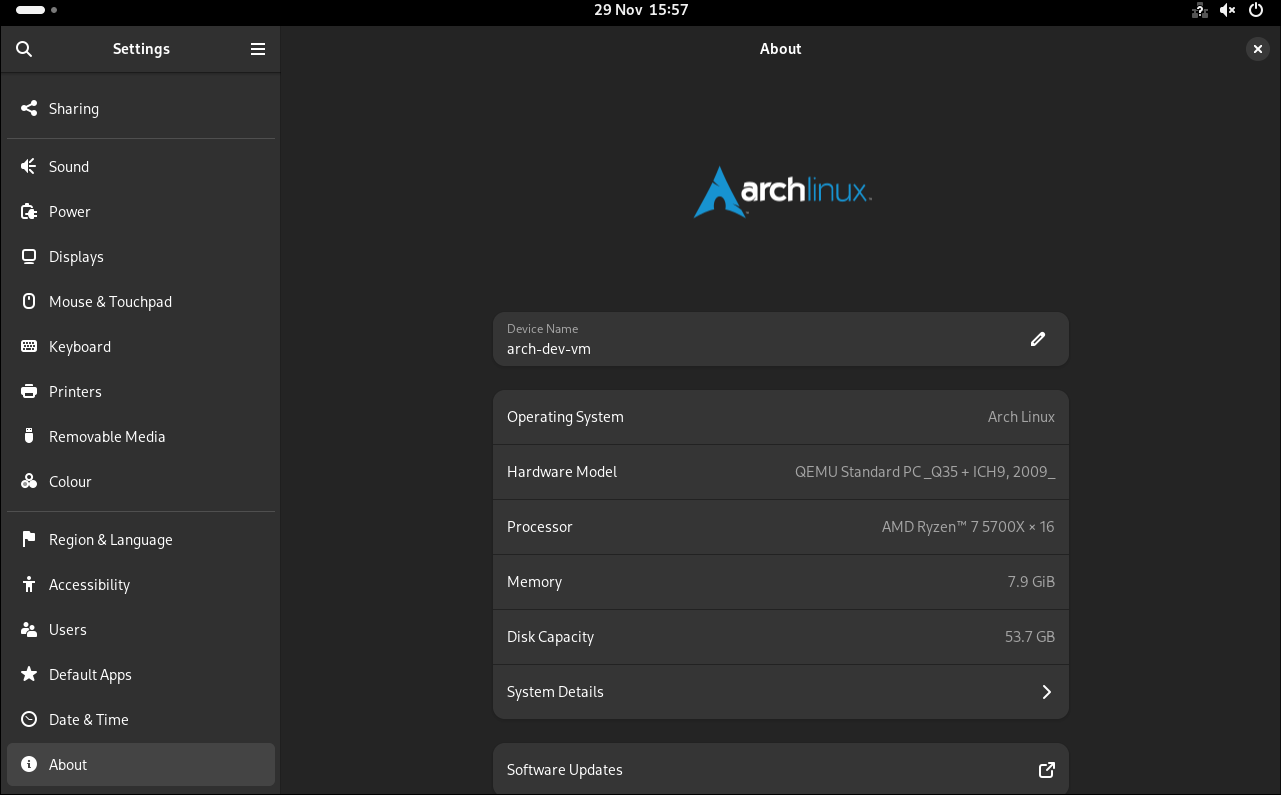 29 Nov 15:57
Settings
About
Sharing
Sound
Power
Displays
Mouse & Touchpad
Keyboard
Printers
Removable Media
Colour
Region & Language
Accessibility
Users
Default Apps
Date & Time
About
archlinux™
Device Name
arch-dev-vm
Operating System Arch Linux
Hardware Model QEMU Standard PC _Q35 + ICH9, 2009_
Processor AMD Ryzen™ 7 5700X × 16
Memory 7.9 GiB
Disk Capacity 53.7 GB
System Details
Software Updates